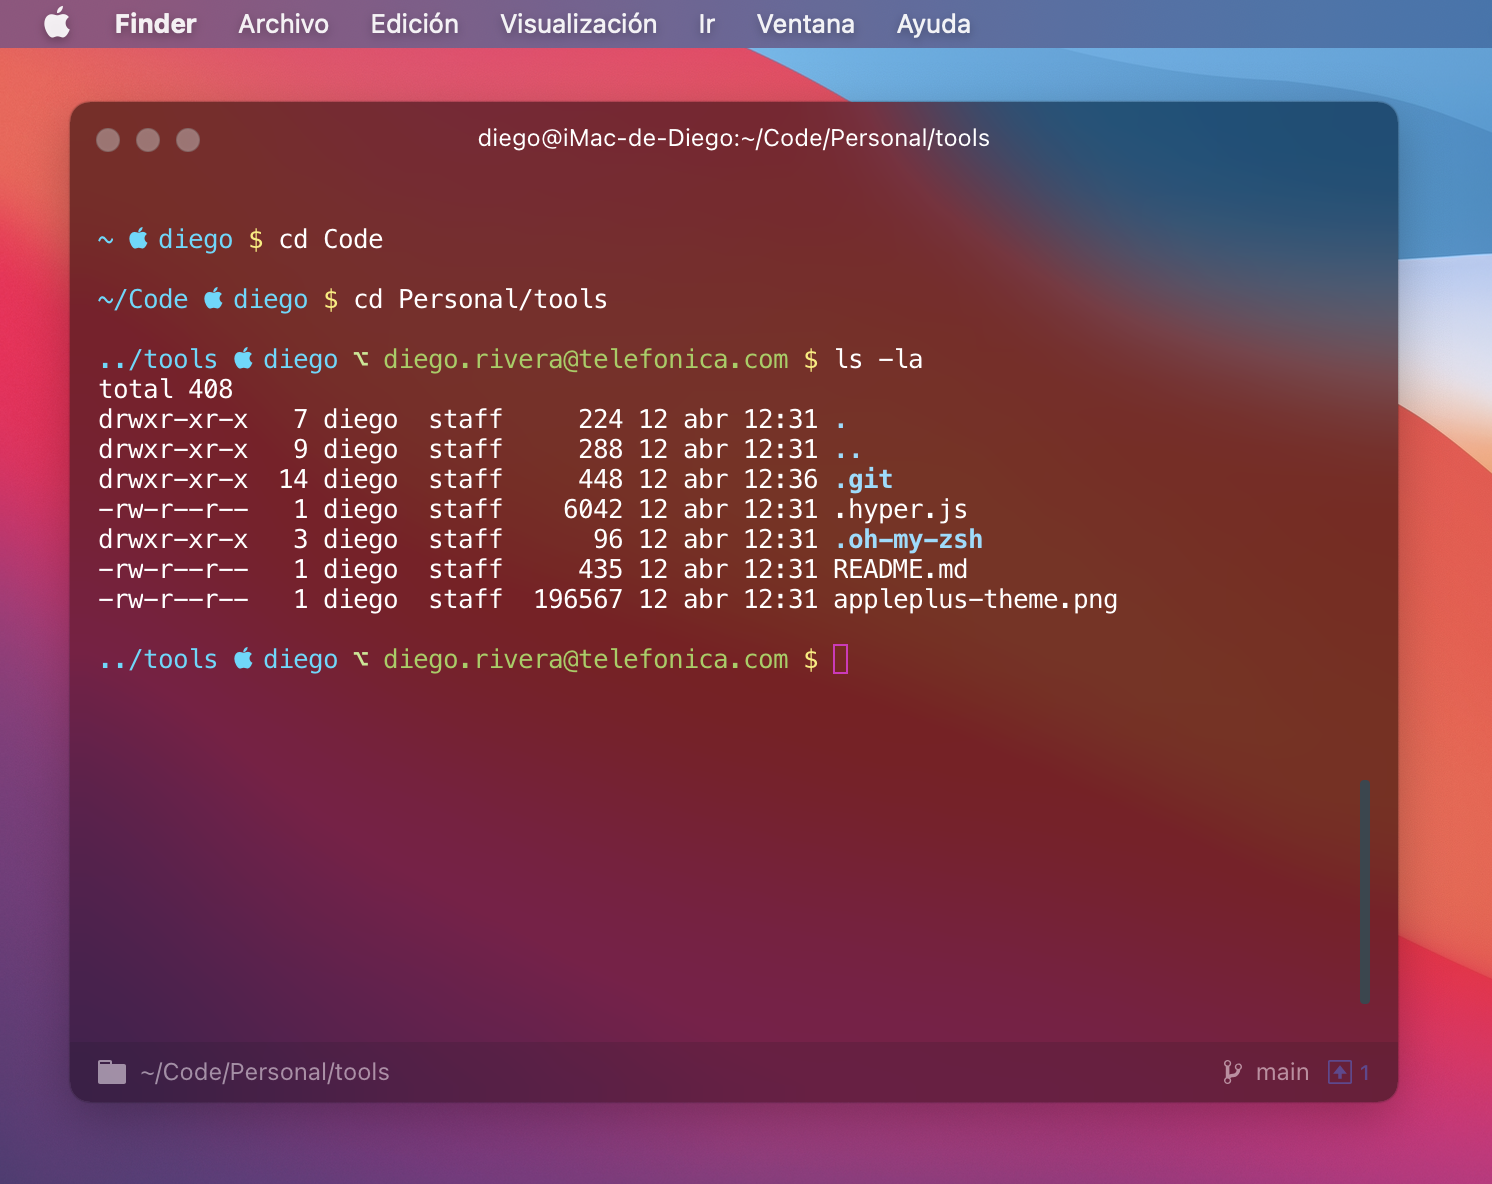 Finder Archivo Edición Visualización Ir Ventana Ayuda
diego@iMac-de-Diego:~/Code/Personal/tools
~ diego $ cd Code
~/Code diego $ cd Personal/tools
../tools diego ⌥ diego.rivera@telefonica.com $ ls -la
total 408
drwxr-xr-x   7 diego  staff     224 12 abr 12:31 .
drwxr-xr-x   9 diego  staff     288 12 abr 12:31 ..
drwxr-xr-x  14 diego  staff     448 12 abr 12:36 .git
-rw-r--r--   1 diego  staff    6042 12 abr 12:31 .hyper.js
drwxr-xr-x   3 diego  staff      96 12 abr 12:31 .oh-my-zsh
-rw-r--r--   1 diego  staff     435 12 abr 12:31 README.md
-rw-r--r--   1 diego  staff  196567 12 abr 12:31 appleplus-theme.png
../tools diego ⌥ diego.rivera@telefonica.com $
~/Code/Personal/tools main 1